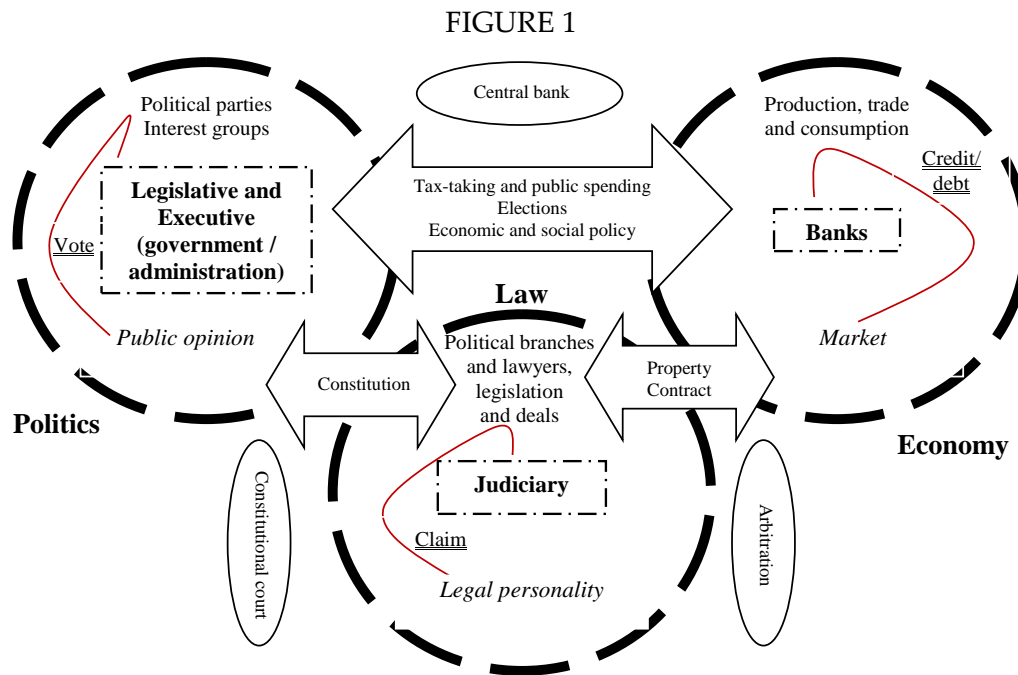 FIGURE 1
Central bank
Political parties
Interest groups
Legislative and
Executive
(government /
administration)
Vote
Public opinion
Politics
Tax-taking and public spending
Elections
Economic and social policy
Production, trade
and consumption
Credit/
debt
Banks
Market
Economy
Law
Political branches
and lawyers,
legislation
and deals
Constitution
Property
Contract
Judiciary
Claim
Legal personality
Constitutional court
Arbitration